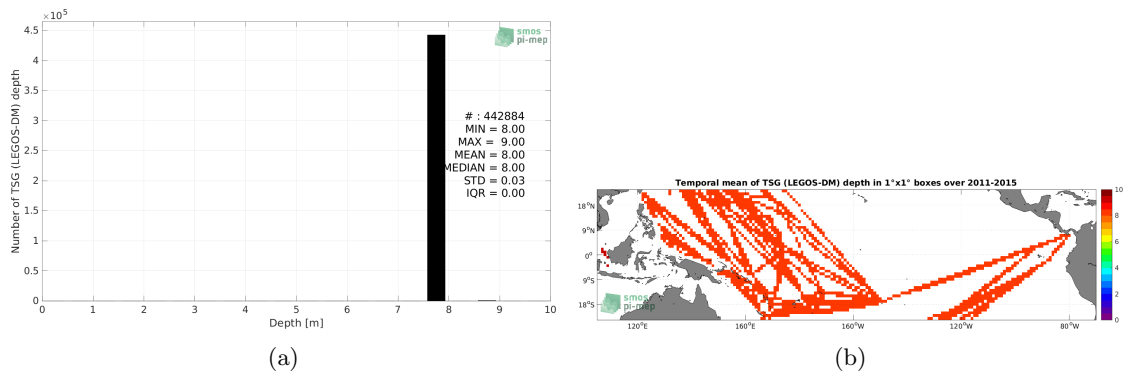 ×10⁵
4.5
4
3.5
3
2.5
2
1.5
1
0.5
0
Number of TSG (LEGOS-DM) depth
smos
pi-mep
# : 442884
MIN = 8.00
MAX = 9.00
MEAN = 8.00
MEDIAN = 8.00
STD = 0.03
IQR = 0.00
0 1 2 3 4 5 6 7 8 9 10
Depth [m]
(a)
Temporal mean of TSG (LEGOS-DM) depth in 1°x1° boxes over 2011-2015
18°N
9°N
0°
9°S
18°S
smos
pi-mep
120°E 160°E 160°W 120°W 80°W
10
8
6
4
2
0
(b)